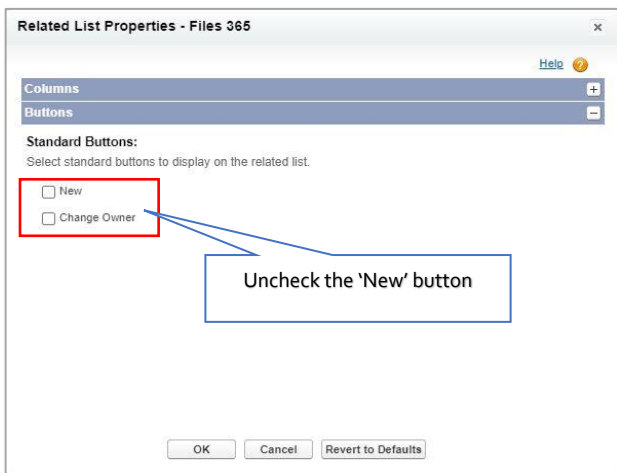 Related List Properties - Files 365
Help
Columns
Buttons
Standard Buttons:
Select standard buttons to display on the related list.
New
Change Owner
Uncheck the ‘New’ button
OK Cancel Revert to Defaults